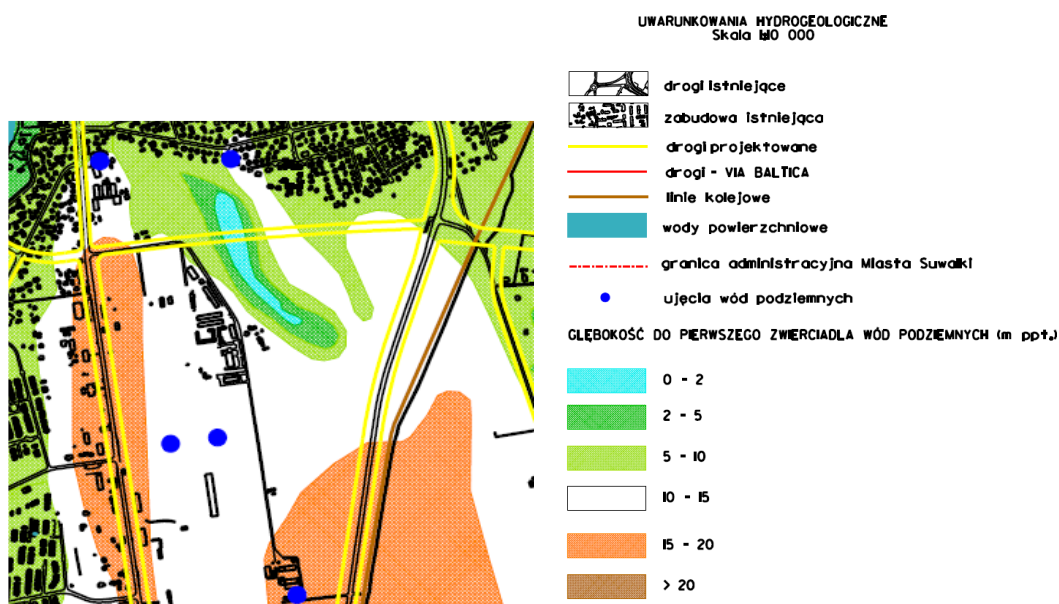 UWARUNKOWANIA HYDROGEOLOGICZNE
Skala 000
drogi istniejące
zabudowa istniejąca
drogi projektowane
drogi - VIA BALTICA
linie kolejowe
wody powierzchniowe
granica administracyjna Miasta Suwałki
ujęcia wód podziemnych
GŁĘBOKOŚĆ DO PIERWSZEGO ZWIERCIADŁA WÓD PODZIEMNYCH (m ppt.)
0 - 2
2 - 5
5 - 10
10 - 15
15 - 20
> 20